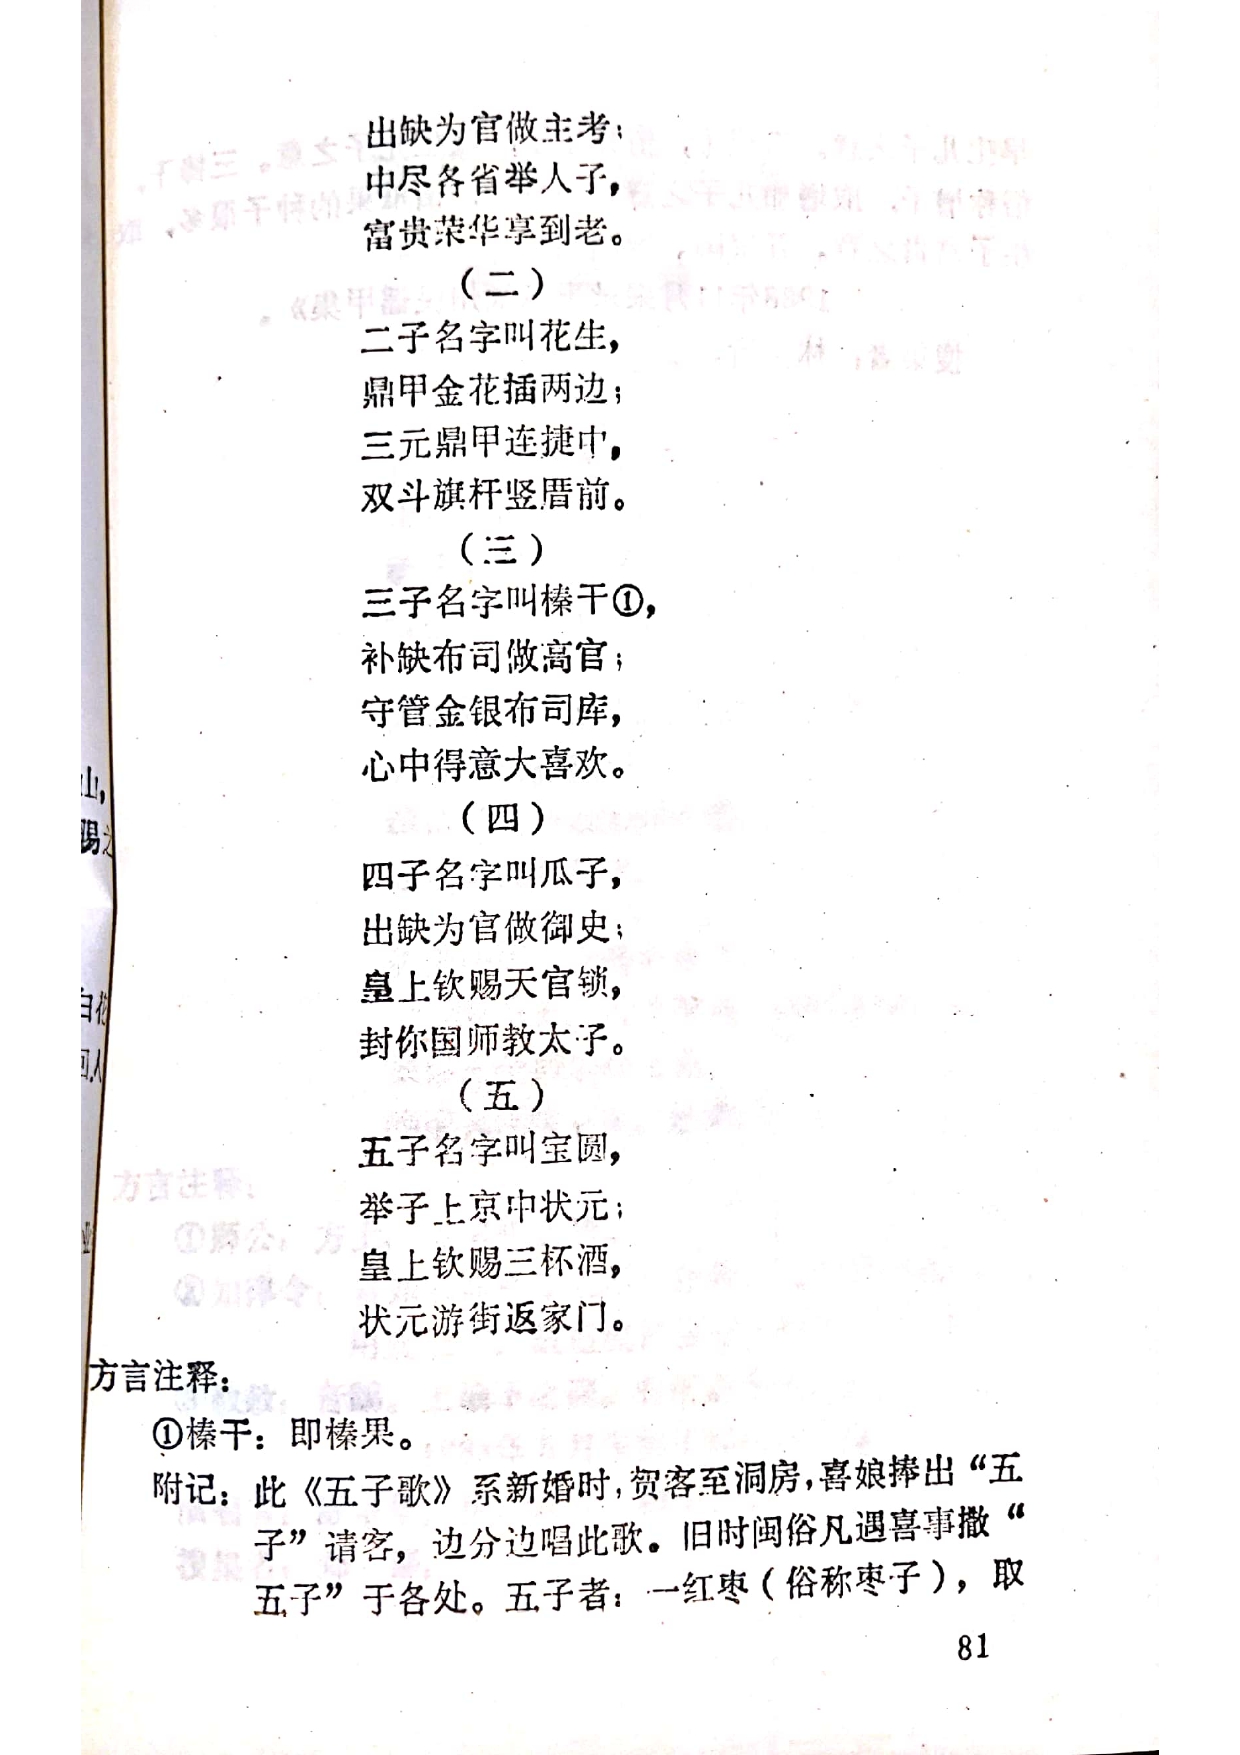 出缺为官做主考；
中尽各省举人子，
富贵荣华享到老。
（二）
二子名字叫花生，
鼎甲金花插两边；
三元鼎甲连捷中，
双斗旗杆竖厝前。
（三）
三子名字叫榛干①，
补缺布司做高官；
守管金银布司库，
心中得意大喜欢。
（四）
四子名字叫瓜子，
出缺为官做御史；
皇上钦赐天官锁，
封你国师教太子。
（五）
五子名字叫宝圆，
举子上京中状元；
皇上钦赐三杯酒，
状元游街返家门。
方言注释：
①榛干：即榛果。
附记：此《五子歌》系新婚时，贺客至洞房，喜娘捧出“五
子”请客，边分边唱此歌。旧时闽俗凡遇喜事撒“
五子”于各处。五子者：一红枣（俗称枣子），取
81